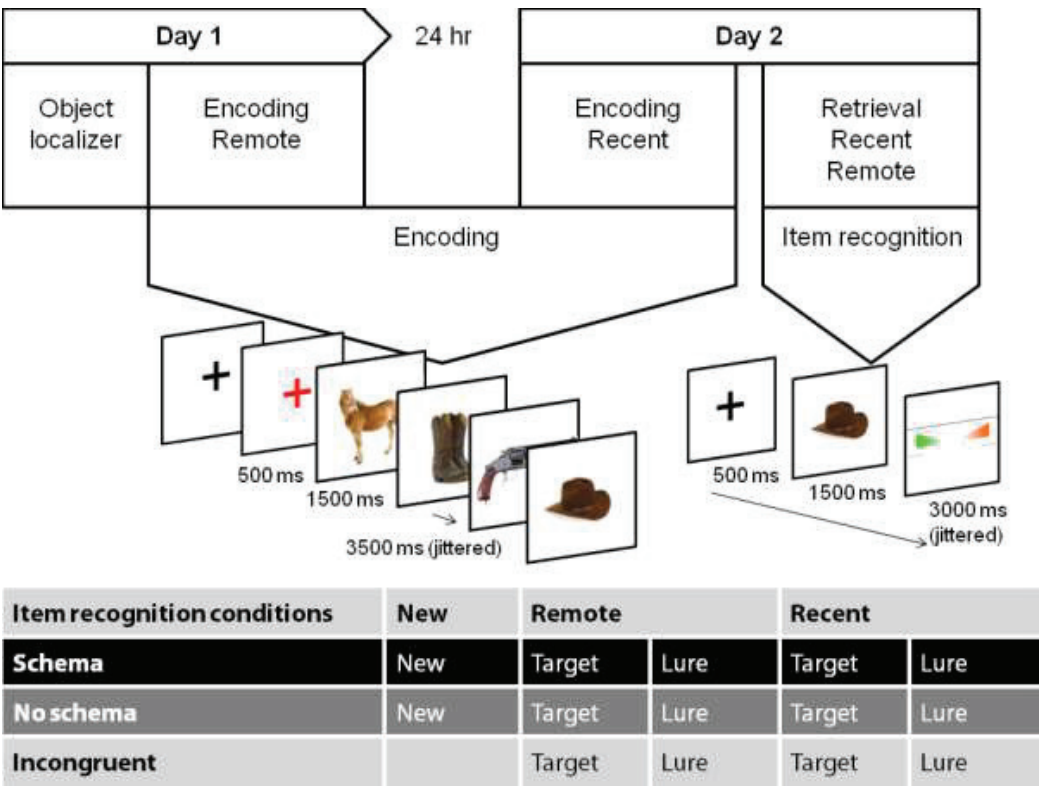 Day 1
24 hr
Day 2
Object
localizer
Encoding
Remote
Encoding
Recent
Retrieval
Recent
Remote
Encoding
Item recognition
500 ms
1500 ms
3500 ms (jittered)
500 ms
1500 ms
3000 ms
(jittered)
Item recognition conditions New Remote Recent
Schema New Target Lure Target Lure
No schema New Target Lure Target Lure
Incongruent Target Lure Target Lure